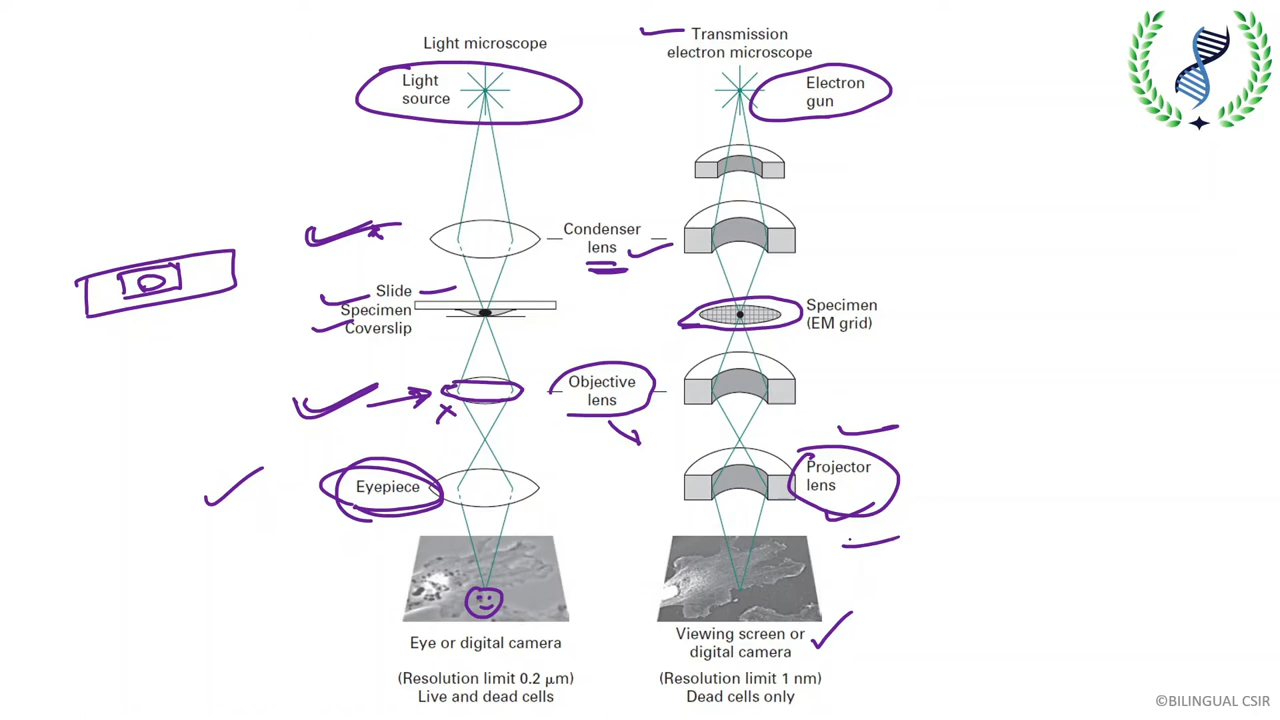 Light microscope
Transmission
electron microscope
Light
source
Electron
gun
Condenser
lens
Slide
Specimen
Coverslip
Specimen
(EM grid)
Objective
lens
Eyepiece
Projector
lens
Eye or digital camera
(Resolution limit 0.2 μm)
Live and dead cells
Viewing screen or
digital camera
(Resolution limit 1 nm)
Dead cells only
©BILINGUAL CSIR